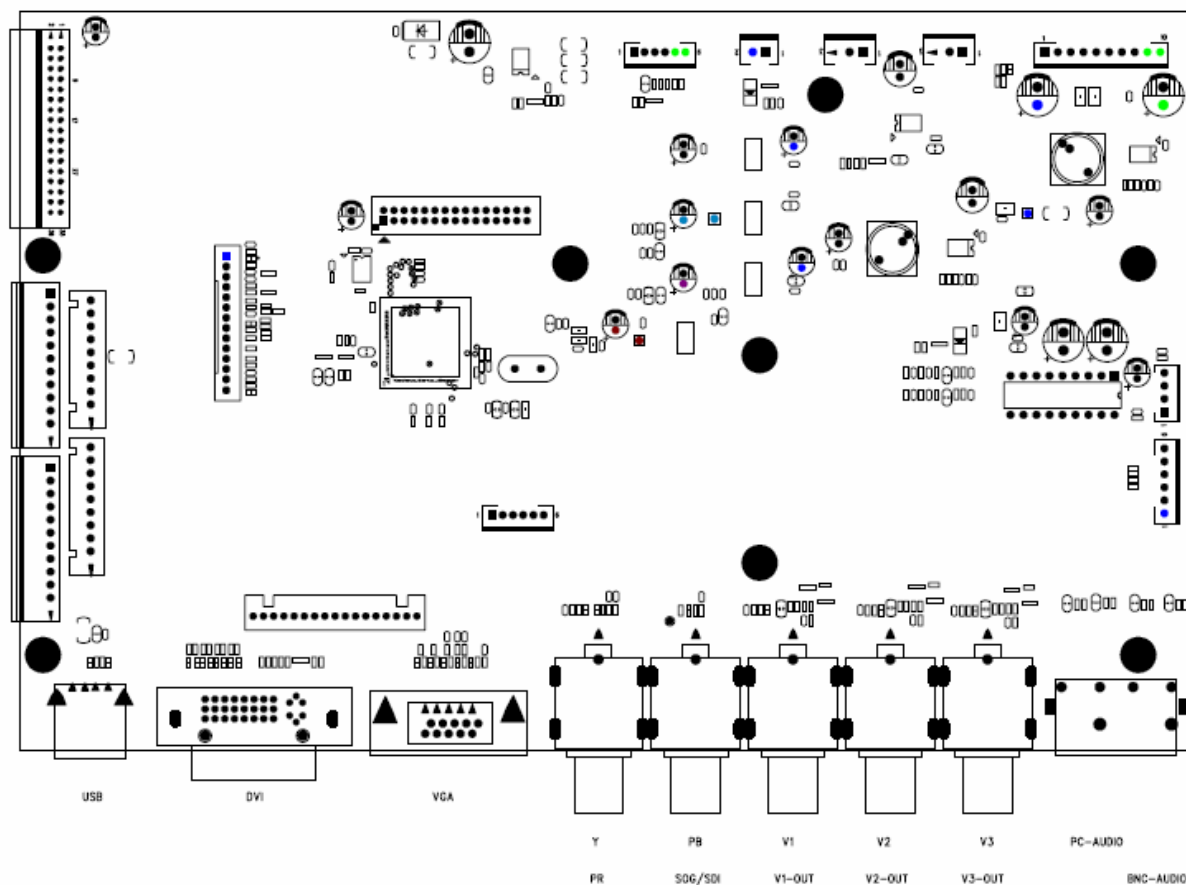 USB DVI VGA
Y PB V1 V2 V3 PC-AUDIO
PR SOG/SDI V1-OUT V2-OUT V3-OUT BNC-AUDIO